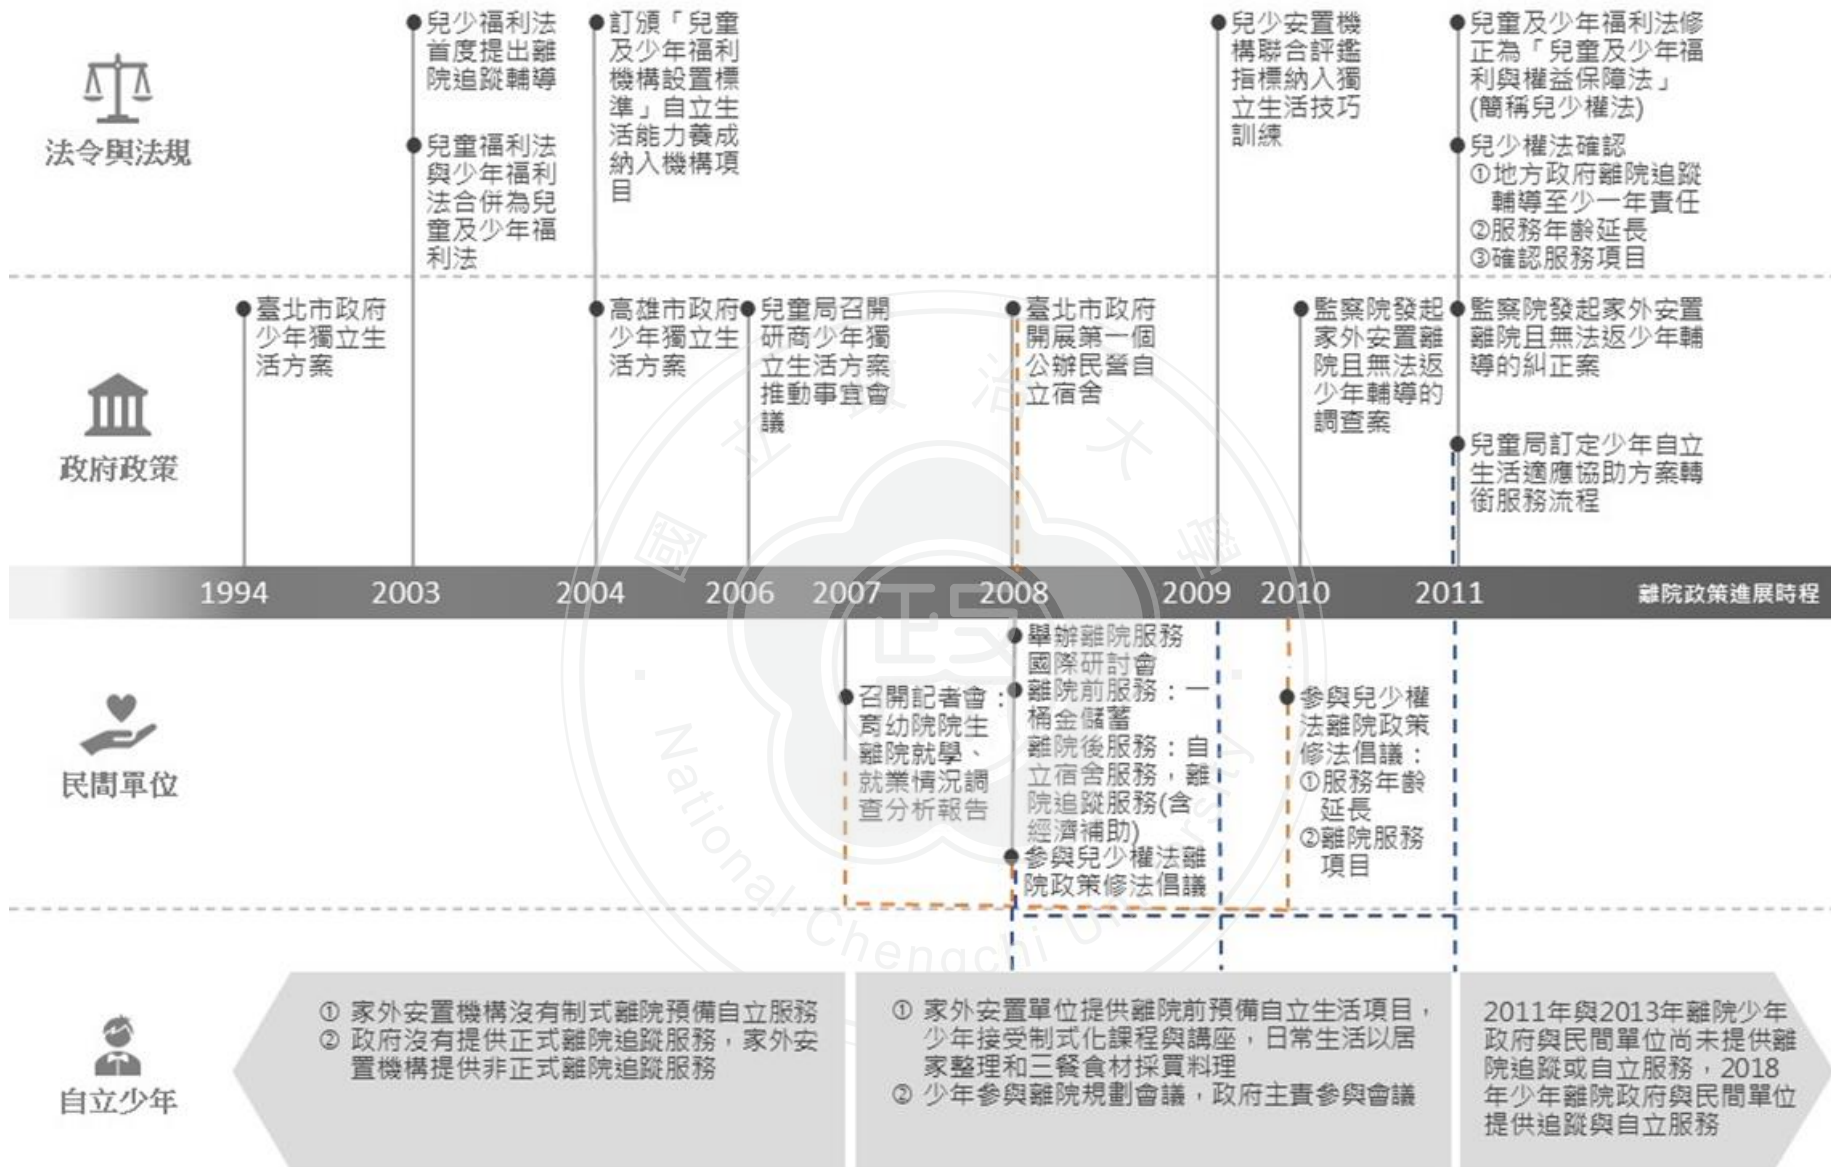 法令與法規
兒少福利法
首度提出離
院追蹤輔導
兒童福利法
與少年福利
法合併為兒
童及少年福
利法
訂頒「兒童
及少年福利
機構設置標
準」自立生
活能力養成
納入機構項
目
兒少安置機
構聯合評鑑
指標納入獨
立生活技巧
訓練
兒童及少年福利法修
正為「兒童及少年福
利與權益保障法」
(簡稱兒少權法)
兒少權法確認
①地方政府離院追蹤
輔導至少一年責任
②服務年齡延長
③確認服務項目
政府政策
臺北市政府
少年獨立生
活方案
高雄市政府
少年獨立生
活方案
兒童局召開
研商少年獨
立生活方案
推動事宜會
議
臺北市政府
開展第一個
公辦民營自
立宿舍
監察院發起
家外安置離
院且無法返
少年輔導的
調查案
監察院發起家外安置
離院且無法返少年輔
導的糾正案
兒童局訂定少年自立
生活適應協助方案轉
銜服務流程
1994
2003
2004
2006
2007
2008
2009
2010
2011
離院政策進展時程
民間單位
召開記者會：
育幼院院生
離院就學、
就業情況調
查分析報告
舉辦離院服務
國際研討會
離院前服務：一
桶金儲蓄
離院後服務：自
立宿舍服務，離
院追蹤服務(含
經濟補助)
參與兒少權法離
院政策修法倡議
參與兒少權
法離院政策
修法倡議：
①服務年齡
延長
②離院服務
項目
自立少年
① 家外安置機構沒有制式離院預備自立服務
② 政府沒有提供正式離院追蹤服務，家外安
置機構提供非正式離院追蹤服務
① 家外安置單位提供離院前預備自立生活項目，
少年接受制式化課程與講座，日常生活以居
家整理和三餐食材採買料理
② 少年參與離院規劃會議，政府主責參與會議
2011年與2013年離院少年
政府與民間單位尚未提供離
院追蹤或自立服務，2018
年少年離院政府與民間單位
提供追蹤與自立服務
國立政治大學
National Chengchi University